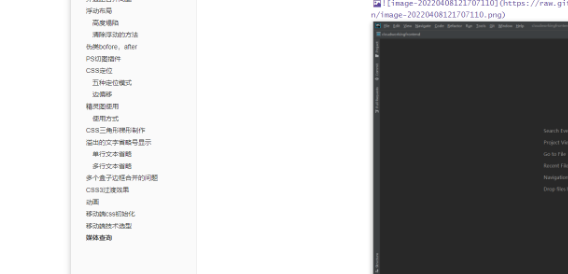 浮动布局
高度塌陷
清除浮动的方法
伪类before，after
PS切图插件
CSS定位
五种定位模式
边偏移
精灵图使用
使用方式
CSS三角形梯形制作
溢出的文字省略号显示
单行文本省略
多行文本省略
多个盒子边框合并的问题
CSS3过渡效果
动画
移动端css初始化
移动端技术选型
媒体查询
![image-20220408121707110](https://raw.git
n/image-20220408121707110.png)
File Edit View Navigate Code Refactor Run Tools Git Window Help
Search Eve
Project Vie
Go to File
Recent File
Navigation
Drop files